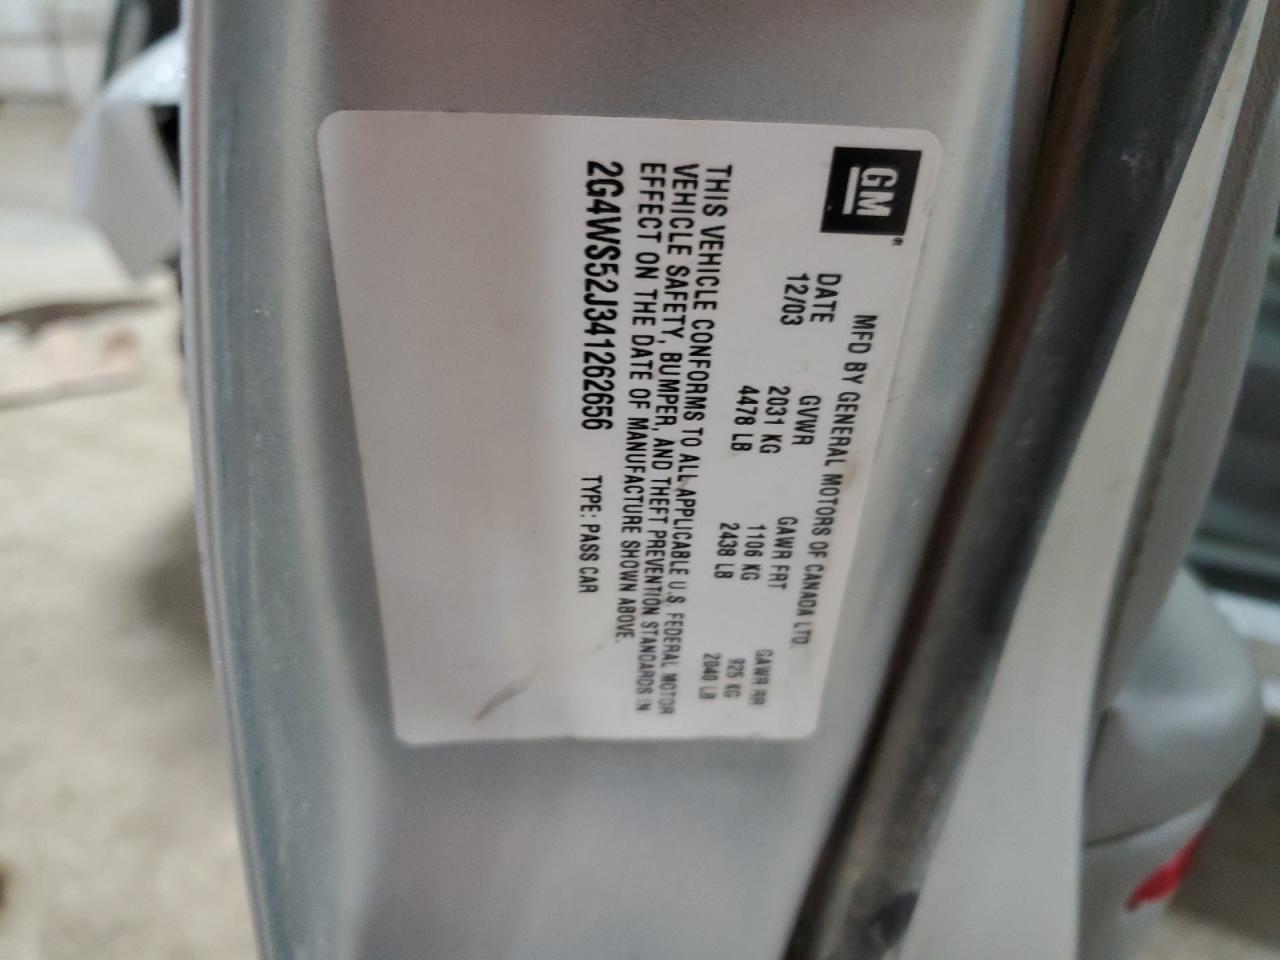 GM®
MFD BY GENERAL MOTORS OF CANADA LTD.
DATE GVWR GAWR FRT GAWR RR
12/03 2031 KG 1106 KG 925 KG
4478 LB 2438 LB 2040 LB
THIS VEHICLE CONFORMS TO ALL APPLICABLE U.S. FEDERAL MOTOR
VEHICLE SAFETY, BUMPER, AND THEFT PREVENTION STANDARDS IN
EFFECT ON THE DATE OF MANUFACTURE SHOWN ABOVE.
2G4WS52J341262656 TYPE: PASS CAR